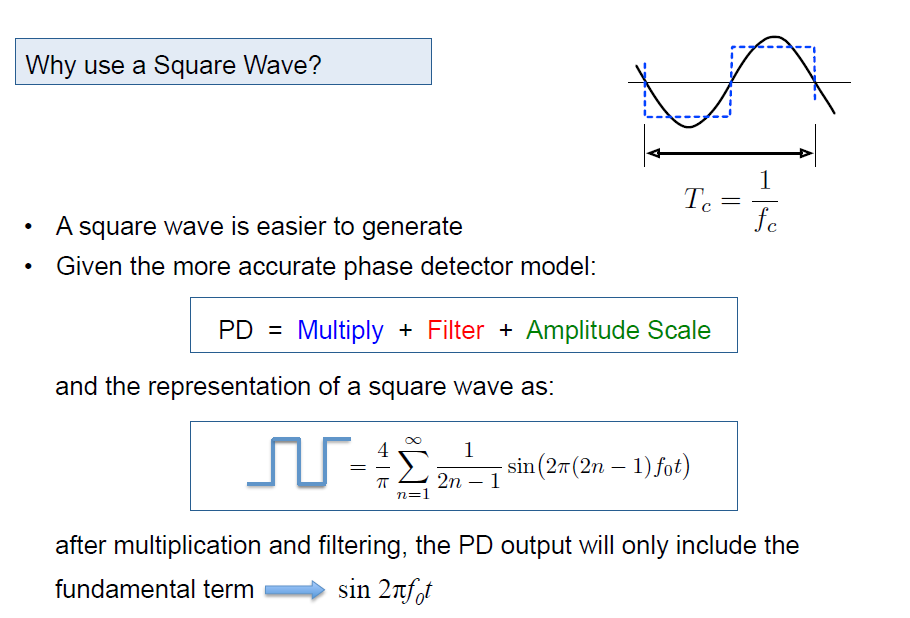 Why use a Square Wave?
T_c = 1/f_c
• A square wave is easier to generate
• Given the more accurate phase detector model:
PD = Multiply + Filter + Amplitude Scale
and the representation of a square wave as:
= 4/π ∑_{n=1}^{∞} 1/(2n − 1) sin(2π(2n − 1)f₀t)
after multiplication and filtering, the PD output will only include the
fundamental term sin 2πf₀t